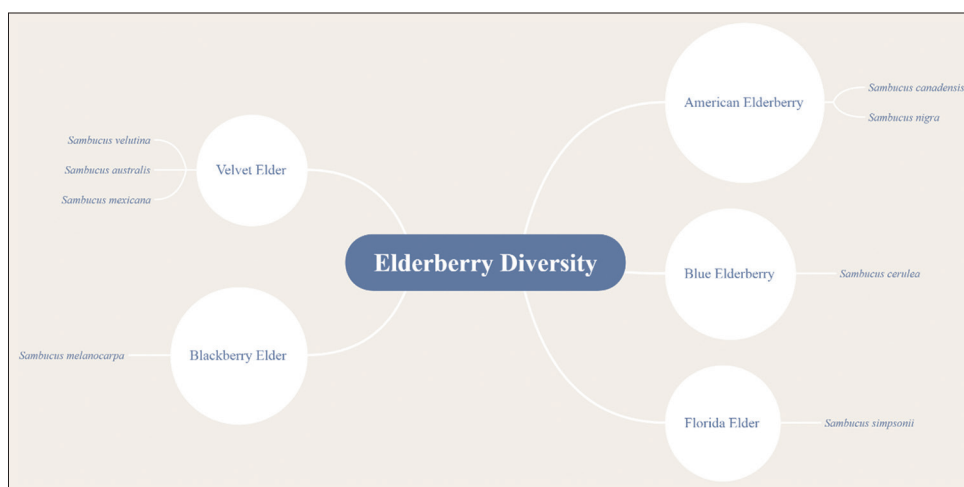 Elderberry Diversity
American Elderberry
Sambucus canadensis
Sambucus nigra
Blue Elderberry
Sambucus cerulea
Florida Elder
Sambucus simpsonii
Velvet Elder
Sambucus velutina
Sambucus australis
Sambucus mexicana
Blackberry Elder
Sambucus melanocarpa